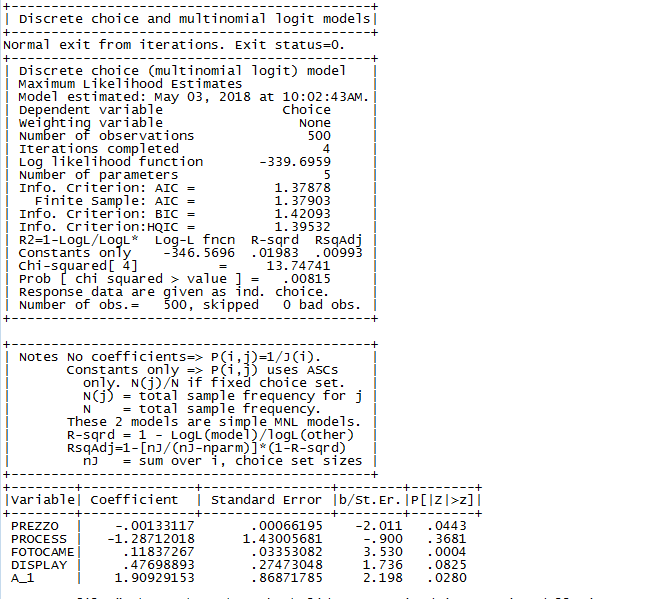 +---------------------------------------------+
| Discrete choice and multinomial logit models|
+---------------------------------------------+
Normal exit from iterations. Exit status=0.
+---------------------------------------------+
| Discrete choice (multinomial logit) model   |
| Maximum Likelihood Estimates                |
| Model estimated: May 03, 2018 at 10:02:43AM.|
| Dependent variable               Choice     |
| Weighting variable                 None     |
| Number of observations              500     |
| Iterations completed                  4     |
| Log likelihood function       -339.6959     |
| Number of parameters                  5     |
| Info. Criterion: AIC =          1.37878     |
|   Finite Sample: AIC =          1.37903     |
| Info. Criterion: BIC =          1.42093     |
| Info. Criterion:HQIC =          1.39532     |
| R2=1-LogL/LogL*  Log-L fncn  R-sqrd  RsqAdj |
| Constants only    -346.5696  .01983  .00993 |
| Chi-squared[ 4]          =     13.74741     |
| Prob [ chi squared > value ] =   .00815     |
| Response data are given as ind. choice.     |
| Number of obs.=   500, skipped   0 bad obs. |
+---------------------------------------------+
+---------------------------------------------+
| Notes No coefficients=> P(i,j)=1/J(i).      |
|       Constants only => P(i,j) uses ASCs    |
|         only. N(j)/N if fixed choice set.   |
|         N(j) = total sample frequency for j |
|         N    = total sample frequency.      |
|       These 2 models are simple MNL models. |
|       R-sqrd = 1 - LogL(model)/logL(other)  |
|       RsqAdj=1-[nJ/(nJ-nparm)]*(1-R-sqrd)   |
|         nJ   = sum over i, choice set sizes |
+---------------------------------------------+
+--------+--------------+----------------+--------+--------+
|Variable| Coefficient  | Standard Error |b/St.Er.|P[|Z|>z]|
+--------+--------------+----------------+--------+--------+
PREZZO  |    -.00133117        .00066195    -2.011   .0443
PROCESS |   -1.28712018       1.43005681     -.900   .3681
FOTOCAME|     .11837267        .03353082     3.530   .0004
DISPLAY |     .47698893        .27473048     1.736   .0825
A_1     |    1.90929153        .86871785     2.198   .0280